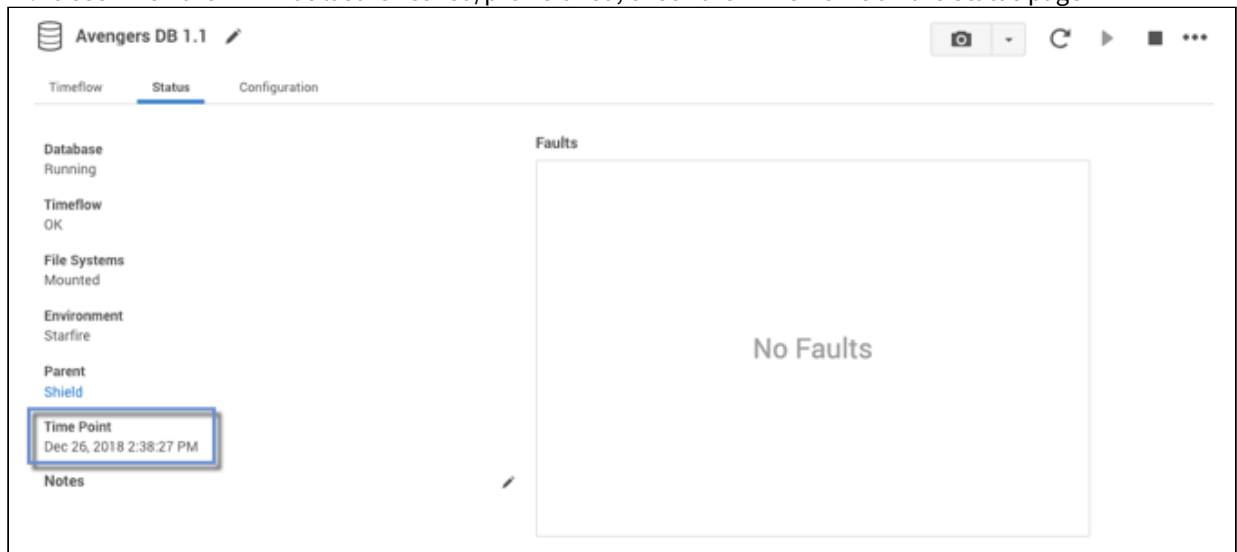 Avengers DB 1.1
Timeflow Status Configuration
Database
Running
Timeflow
OK
File Systems
Mounted
Environment
Starfire
Parent
Shield
Time Point
Dec 26, 2018 2:38:27 PM
Notes
Faults
No Faults